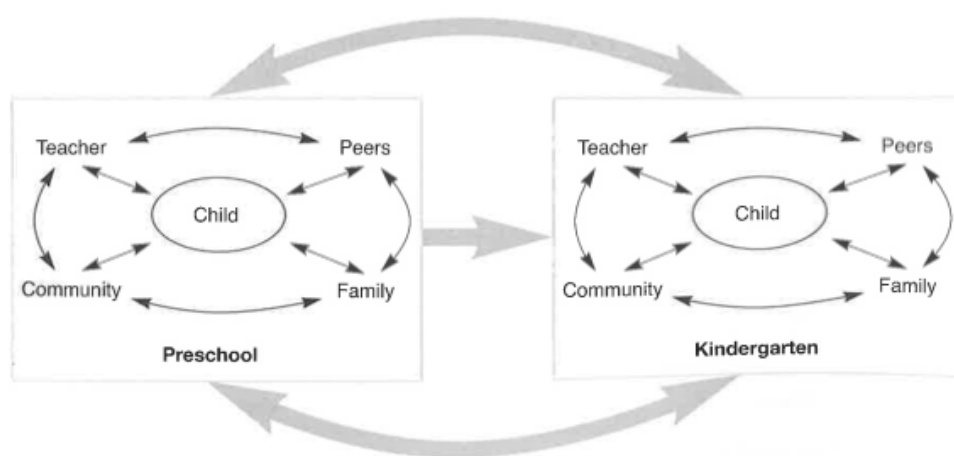 Teacher
Peers
Child
Community
Family
Preschool
Teacher
Peers
Child
Community
Family
Kindergarten